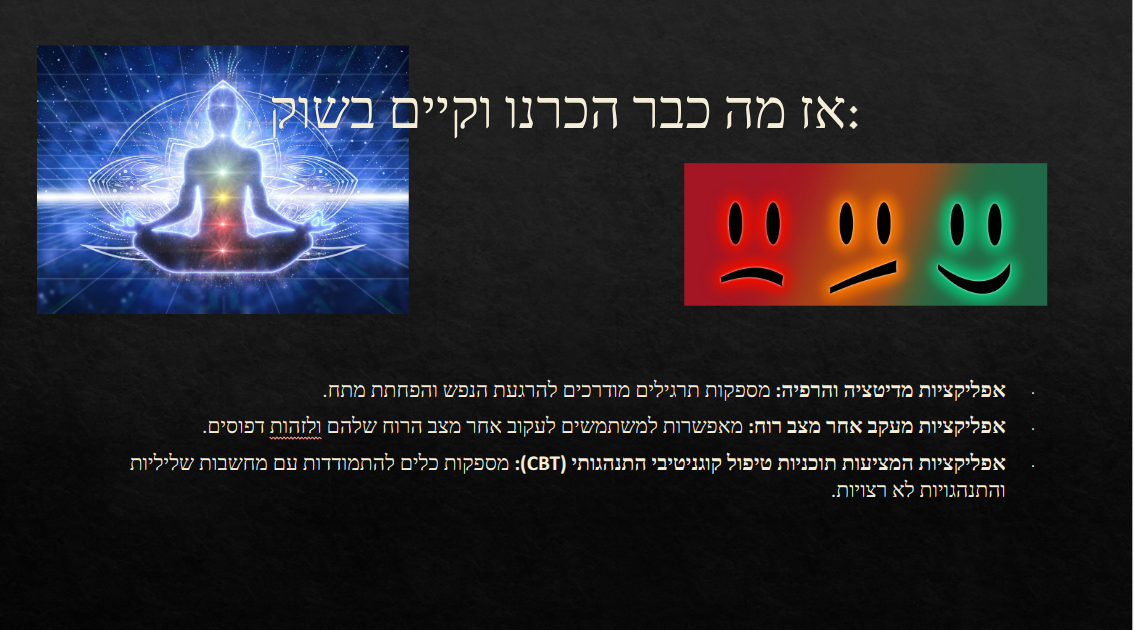 אז מה כבר הכרנו וקיים בשוק:
אפליקציות מדיטציה והרפיה: מספקות תרגילים מודרכים להרגעת הנפש והפחתת מתח.
אפליקציות מעקב אחר מצב רוח: מאפשרות למשתמשים לעקוב אחר מצב הרוח שלהם ולזהות דפוסים.
אפליקציות המציעות תוכניות טיפול קוגניטיבי התנהגותי (CBT): מספקות כלים להתמודדות עם מחשבות שליליות
והתנהגויות לא רצויות.